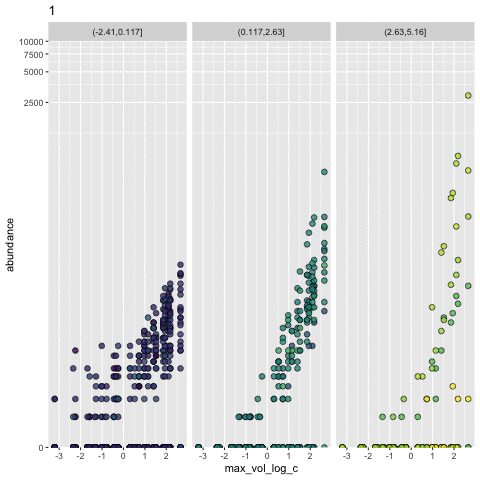 1
(-2.41,0.117] (0.117,2.63] (2.63,5.16]
10000
7500
5000
2500
0
abundance
-3 -2 -1 0 1 2 -3 -2 -1 0 1 2 -3 -2 -1 0 1 2
max_vol_log_c